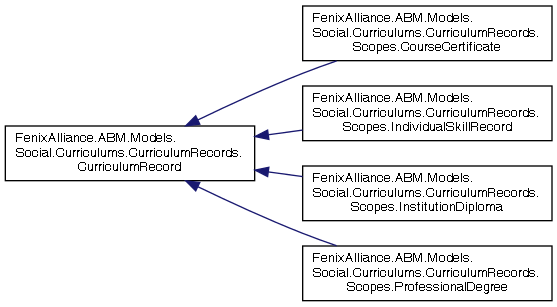 FenixAlliance.ABM.Models.
Social.Curriculums.CurriculumRecords.
Scopes.CourseCertificate
FenixAlliance.ABM.Models.
Social.Curriculums.CurriculumRecords.
Scopes.IndividualSkillRecord
FenixAlliance.ABM.Models.
Social.Curriculums.CurriculumRecords.
CurriculumRecord
FenixAlliance.ABM.Models.
Social.Curriculums.CurriculumRecords.
Scopes.InstitutionDiploma
FenixAlliance.ABM.Models.
Social.Curriculums.CurriculumRecords.
Scopes.ProfessionalDegree